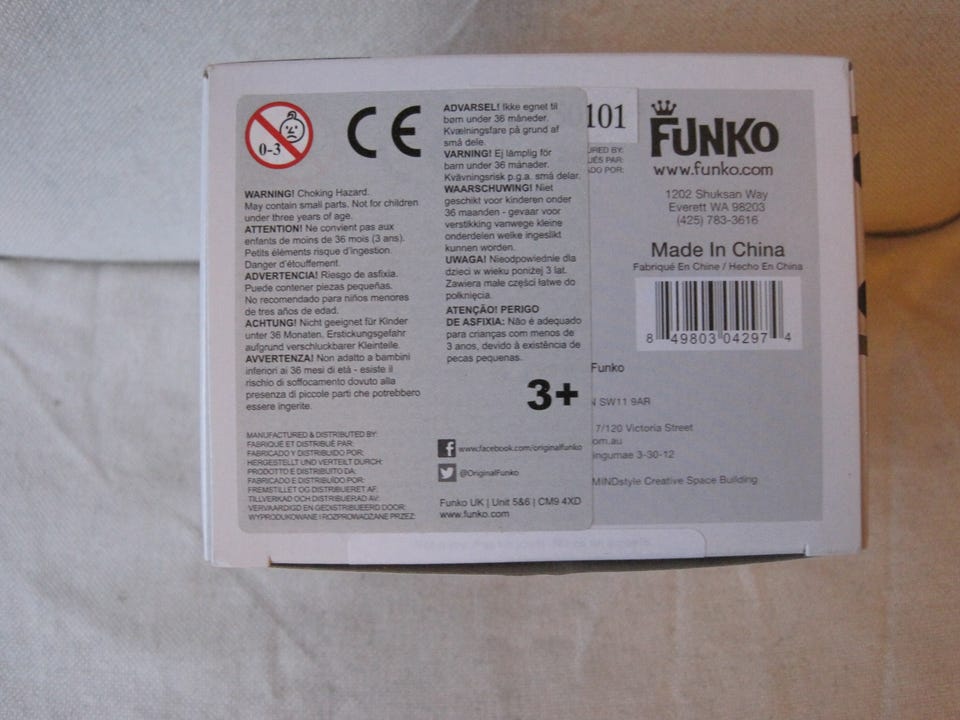 0-3
CE
WARNING! Choking Hazard.
May contain small parts. Not for children
under three years of age.
ATTENTION! Ne convient pas aux
enfants de moins de 36 mois (3 ans).
Petits éléments risque d'ingestion.
Danger d'étouffement.
ADVERTENCIA! Riesgo de asfixia.
Puede contener piezas pequeñas.
No recomendado para niños menores
de tres años de edad.
ACHTUNG! Nicht geeignet für Kinder
unter 36 Monaten. Erstickungsgefahr
aufgrund verschluckbarer Kleinteile.
AVVERTENZA! Non adatto a bambini
inferiori ai 36 mesi di etá - esiste il
rischio di soffocamento dovuto alla
presenza di piccole parti che potrebbero
essere ingerite.
MANUFACTURED & DISTRIBUTED BY:
FABRIQUÉ ET DISTRIBUÉ PAR:
FABRICADO Y DISTRIBUIDO POR:
HERGESTELLT UND VERTEILT DURCH:
PRODOTTO E DISTRIBUITO DA:
FABRICADO E DISTRIBUÍDO POR:
FREMSTILLET OG DISTRIBUERET AF:
TILLVERKAD OCH DISTRIBUERAD AV:
VERVAARDIGD EN GEDISTRIBUEERD DOOR:
WYPRODUKOWANE I ROZPROWADZANE PRZEZ:
ADVARSEL! Ikke egnet til
børn under 36 måneder.
Kvælningsfare på grund af
små dele.
VARNING! Ej lämplig för
barn under 36 månader.
Kvävningsrisk p.g.a. små delar.
WAARSCHUWING! Niet
geschikt voor kinderen onder
36 maanden - gevaar voor
verstikking vanwege kleine
onderdelen welke ingeslikt
kunnen worden.
UWAGA! Nieodpowiednie dla
dzieci w wieku poniżej 3 lat.
Zawiera małe części łatwe do
połknięcia.
ATENÇÃO! PERIGO
DE ASFIXIA: Não é adequado
para crianças com menos de
3 anos, devido à existência de
pecas pequenas.
3+
www.facebook.com/originalfunko
@OriginalFunko
Funko UK | Unit 5&6 | CM9 4XD
www.funko.com
101
FUNKO
www.funko.com
1202 Shuksan Way
Everett WA 98203
(425) 783-3616
Made In China
Fabriqué En Chine / Hecho En China
8 49803 04297 4
Funko
SW11 9AR
7/120 Victoria Street
om.au
3-30-12
MINDstyle Creative Space Building